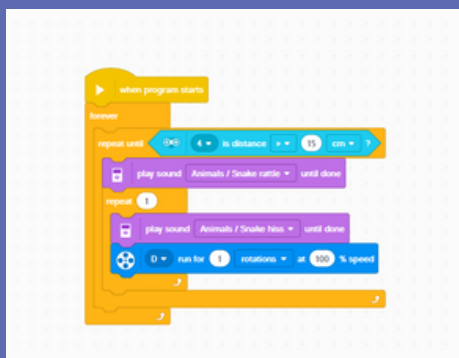 when program starts
forever
repeat until 4 is distance > 15 cm ?
play sound Animals / Snake rattle until done
repeat 1
play sound Animals / Snake hiss until done
D run for 1 rotations at 100 % speed